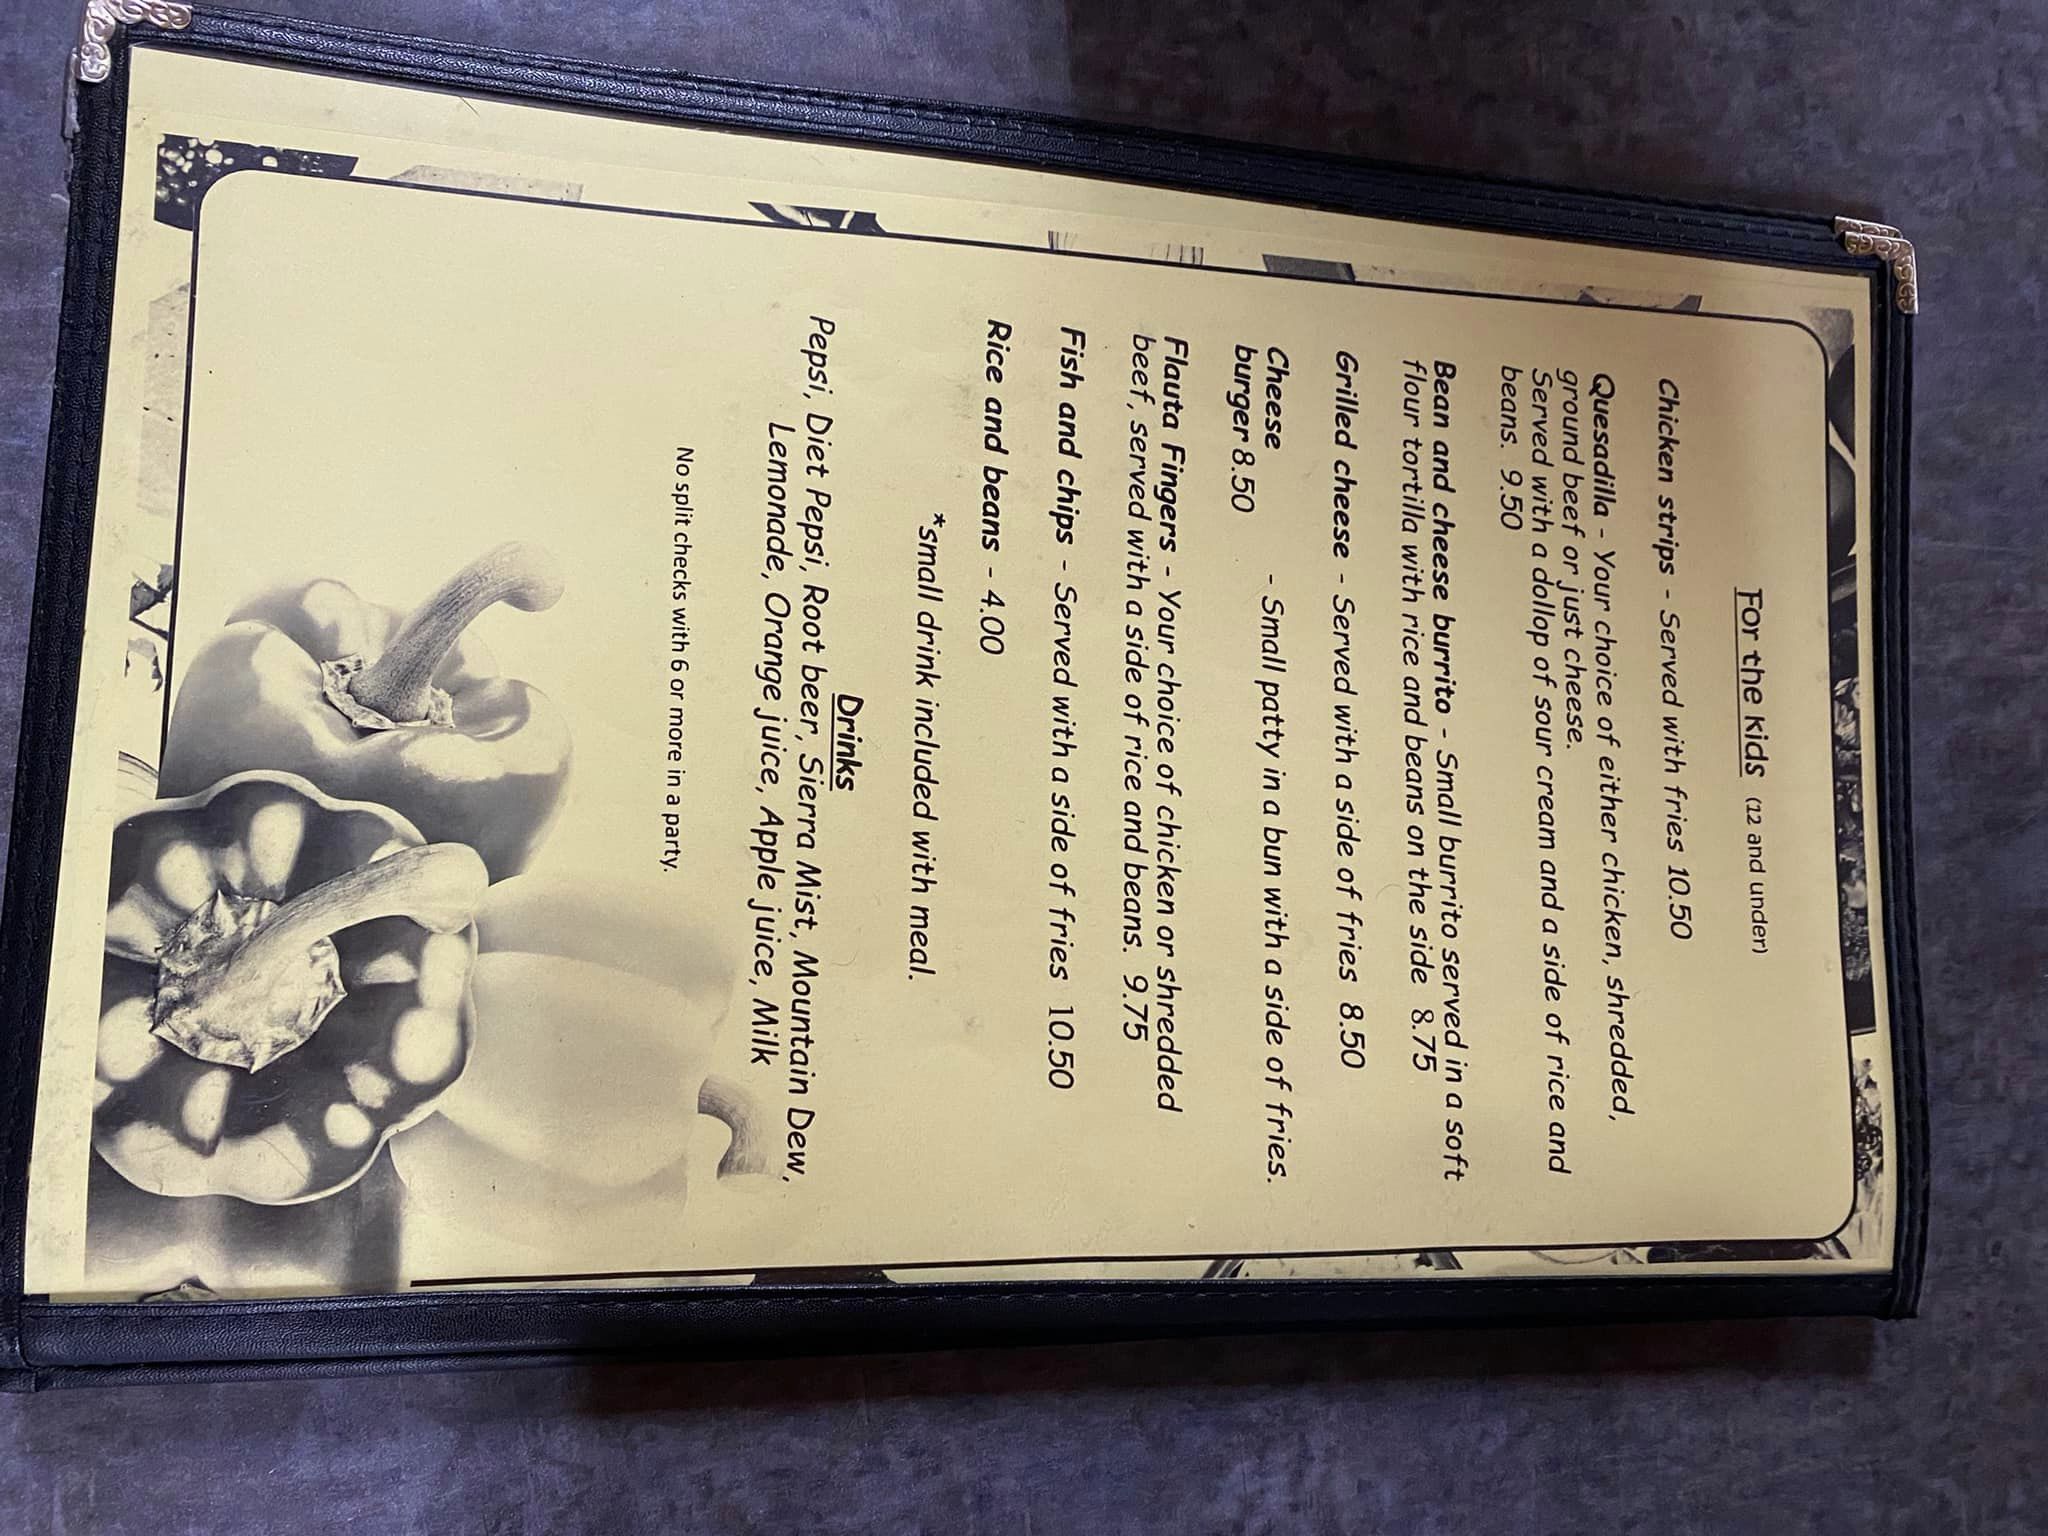 For the kids (12 and under)
Chicken strips - Served with fries 10.50
Quesadilla - Your choice of either chicken, shredded,
ground beef or just cheese.
Served with a dollop of sour cream and a side of rice and
beans. 9.50
Bean and cheese burrito - Small burrito served in a soft
flour tortilla with rice and beans on the side 8.75
Grilled cheese - Served with a side of fries 8.50
Cheese - Small patty in a bun with a side of fries.
burger 8.50
Flauta Fingers - Your choice of chicken or shredded
beef, served with a side of rice and beans. 9.75
Fish and chips - Served with a side of fries 10.50
Rice and beans - 4.00
*small drink included with meal.
Drinks
Pepsi, Diet Pepsi, Root beer, Sierra Mist, Mountain Dew,
Lemonade, Orange juice, Apple juice, Milk
No split checks with 6 or more in a party.